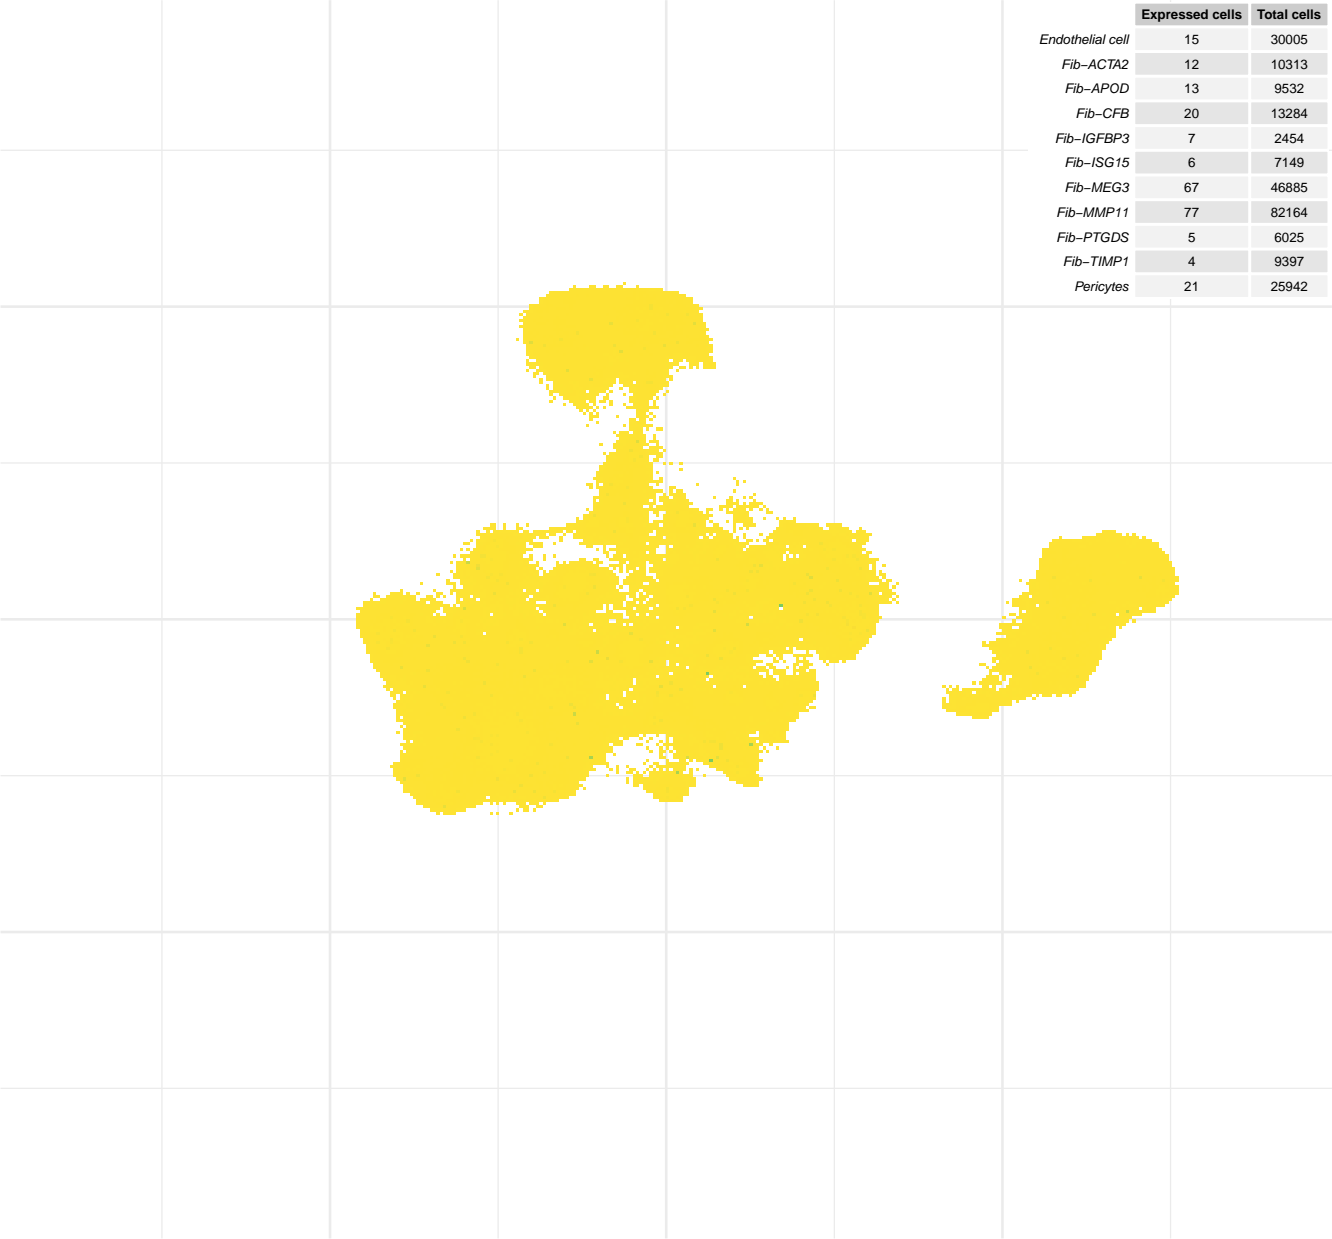 Expressed cells Total cells
Endothelial cell 15 30005
Fib−ACTA2 12 10313
Fib−APOD 13 9532
Fib−CFB 20 13284
Fib−IGFBP3 7 2454
Fib−ISG15 6 7149
Fib−MEG3 67 46885
Fib−MMP11 77 82164
Fib−PTGDS 5 6025
Fib−TIMP1 4 9397
Pericytes 21 25942